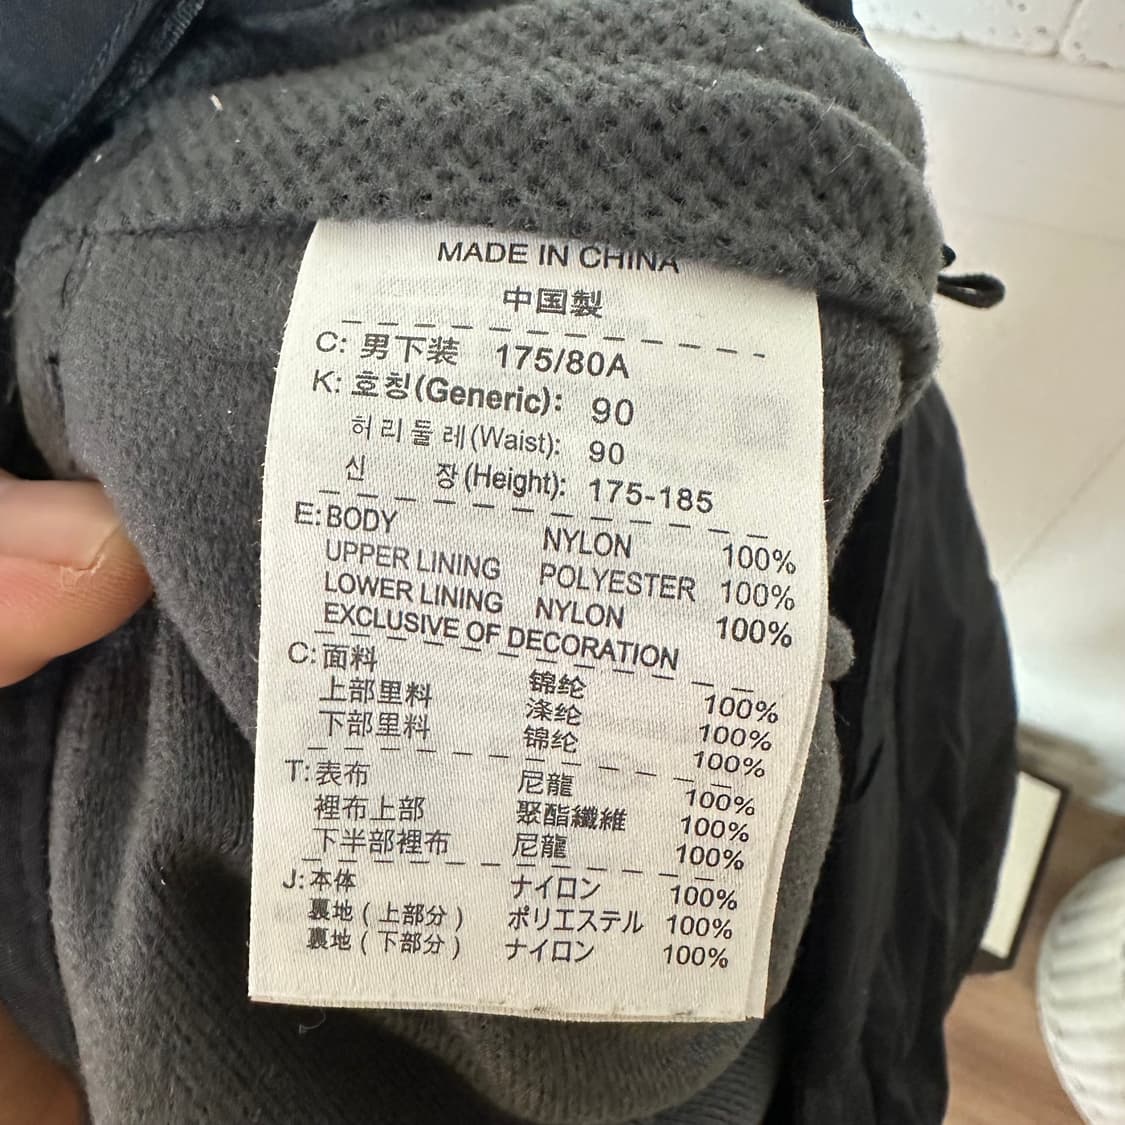 MADE IN CHINA
中国製
C: 男下装 175/80A
K: 호칭(Generic): 90
허리둘레(Waist): 90
신 장(Height): 175-185
E: BODY NYLON 100%
UPPER LINING POLYESTER 100%
LOWER LINING NYLON 100%
EXCLUSIVE OF DECORATION
C: 面料 锦纶 100%
上部里料 涤纶 100%
下部里料 锦纶 100%
T: 表布 尼龍 100%
裡布上部 聚酯纖維 100%
下半部裡布 尼龍 100%
J: 本体 ナイロン 100%
裏地(上部分) ポリエステル 100%
裏地(下部分) ナイロン 100%